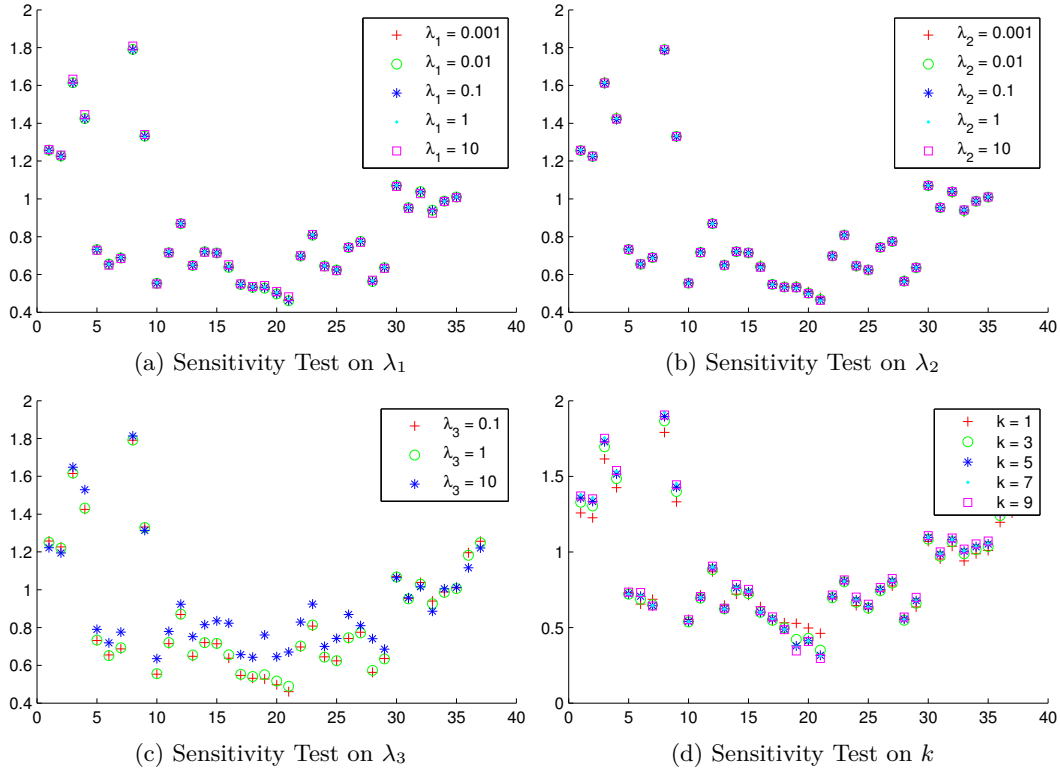 2
1.8
1.6
1.4
1.2
1
0.8
0.6
0.4
0 5 10 15 20 25 30 35 40
λ1 = 0.001
λ1 = 0.01
λ1 = 0.1
λ1 = 1
λ1 = 10
(a) Sensitivity Test on λ1
2
1.8
1.6
1.4
1.2
1
0.8
0.6
0.4
0 5 10 15 20 25 30 35 40
λ2 = 0.001
λ2 = 0.01
λ2 = 0.1
λ2 = 1
λ2 = 10
(b) Sensitivity Test on λ2
2
1.8
1.6
1.4
1.2
1
0.8
0.6
0.4
0 5 10 15 20 25 30 35 40
λ3 = 0.1
λ3 = 1
λ3 = 10
(c) Sensitivity Test on λ3
2
1.5
1
0.5
0
0 5 10 15 20 25 30 35 40
k = 1
k = 3
k = 5
k = 7
k = 9
(d) Sensitivity Test on k